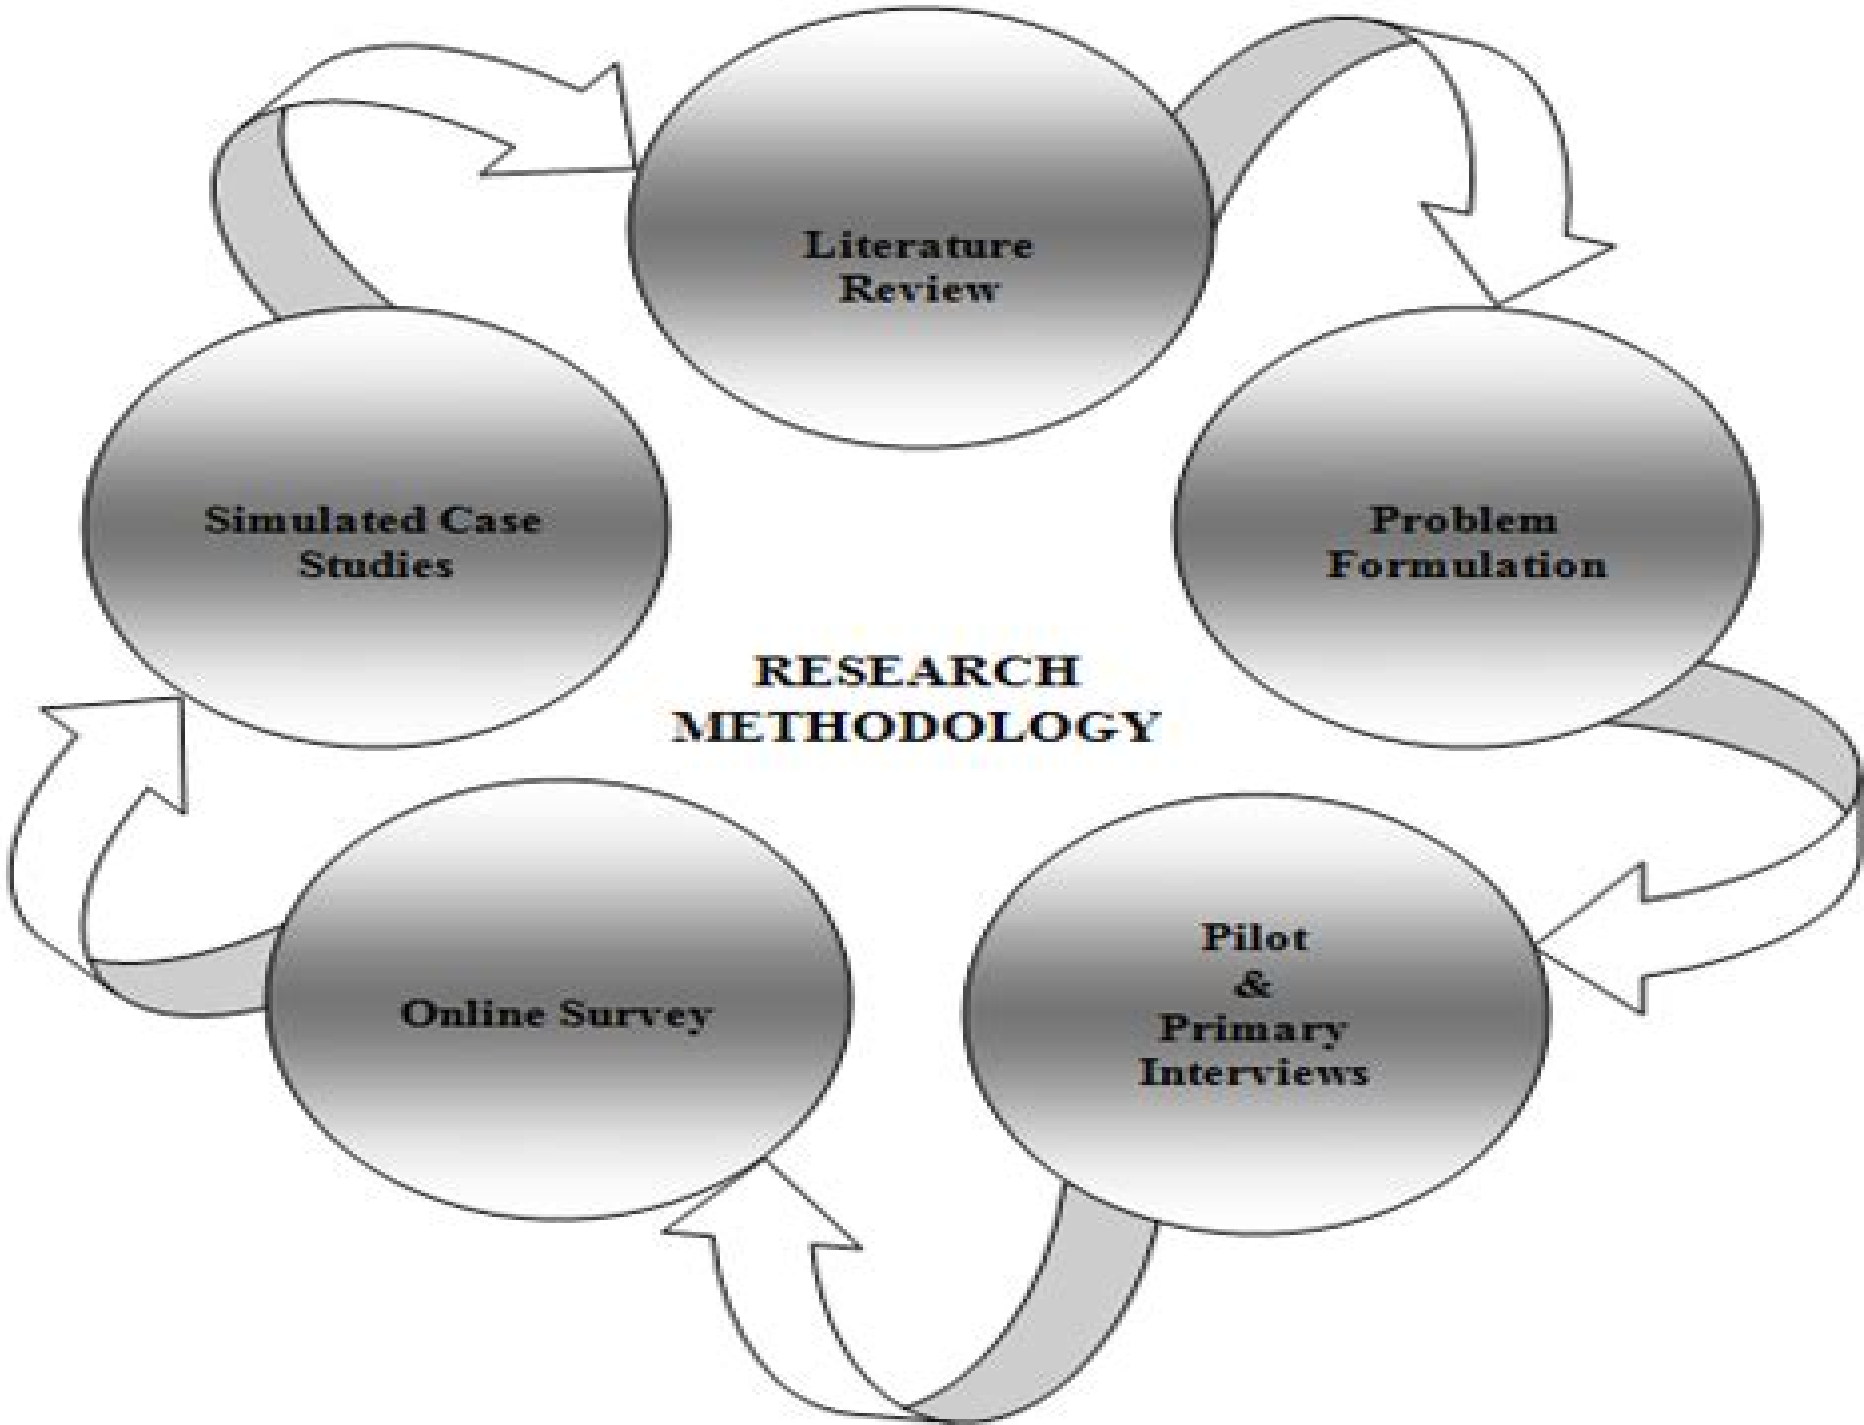 Literature
Review
Problem
Formulation
Pilot
&
Primary
Interviews
Online Survey
Simulated Case
Studies
RESEARCH
METHODOLOGY